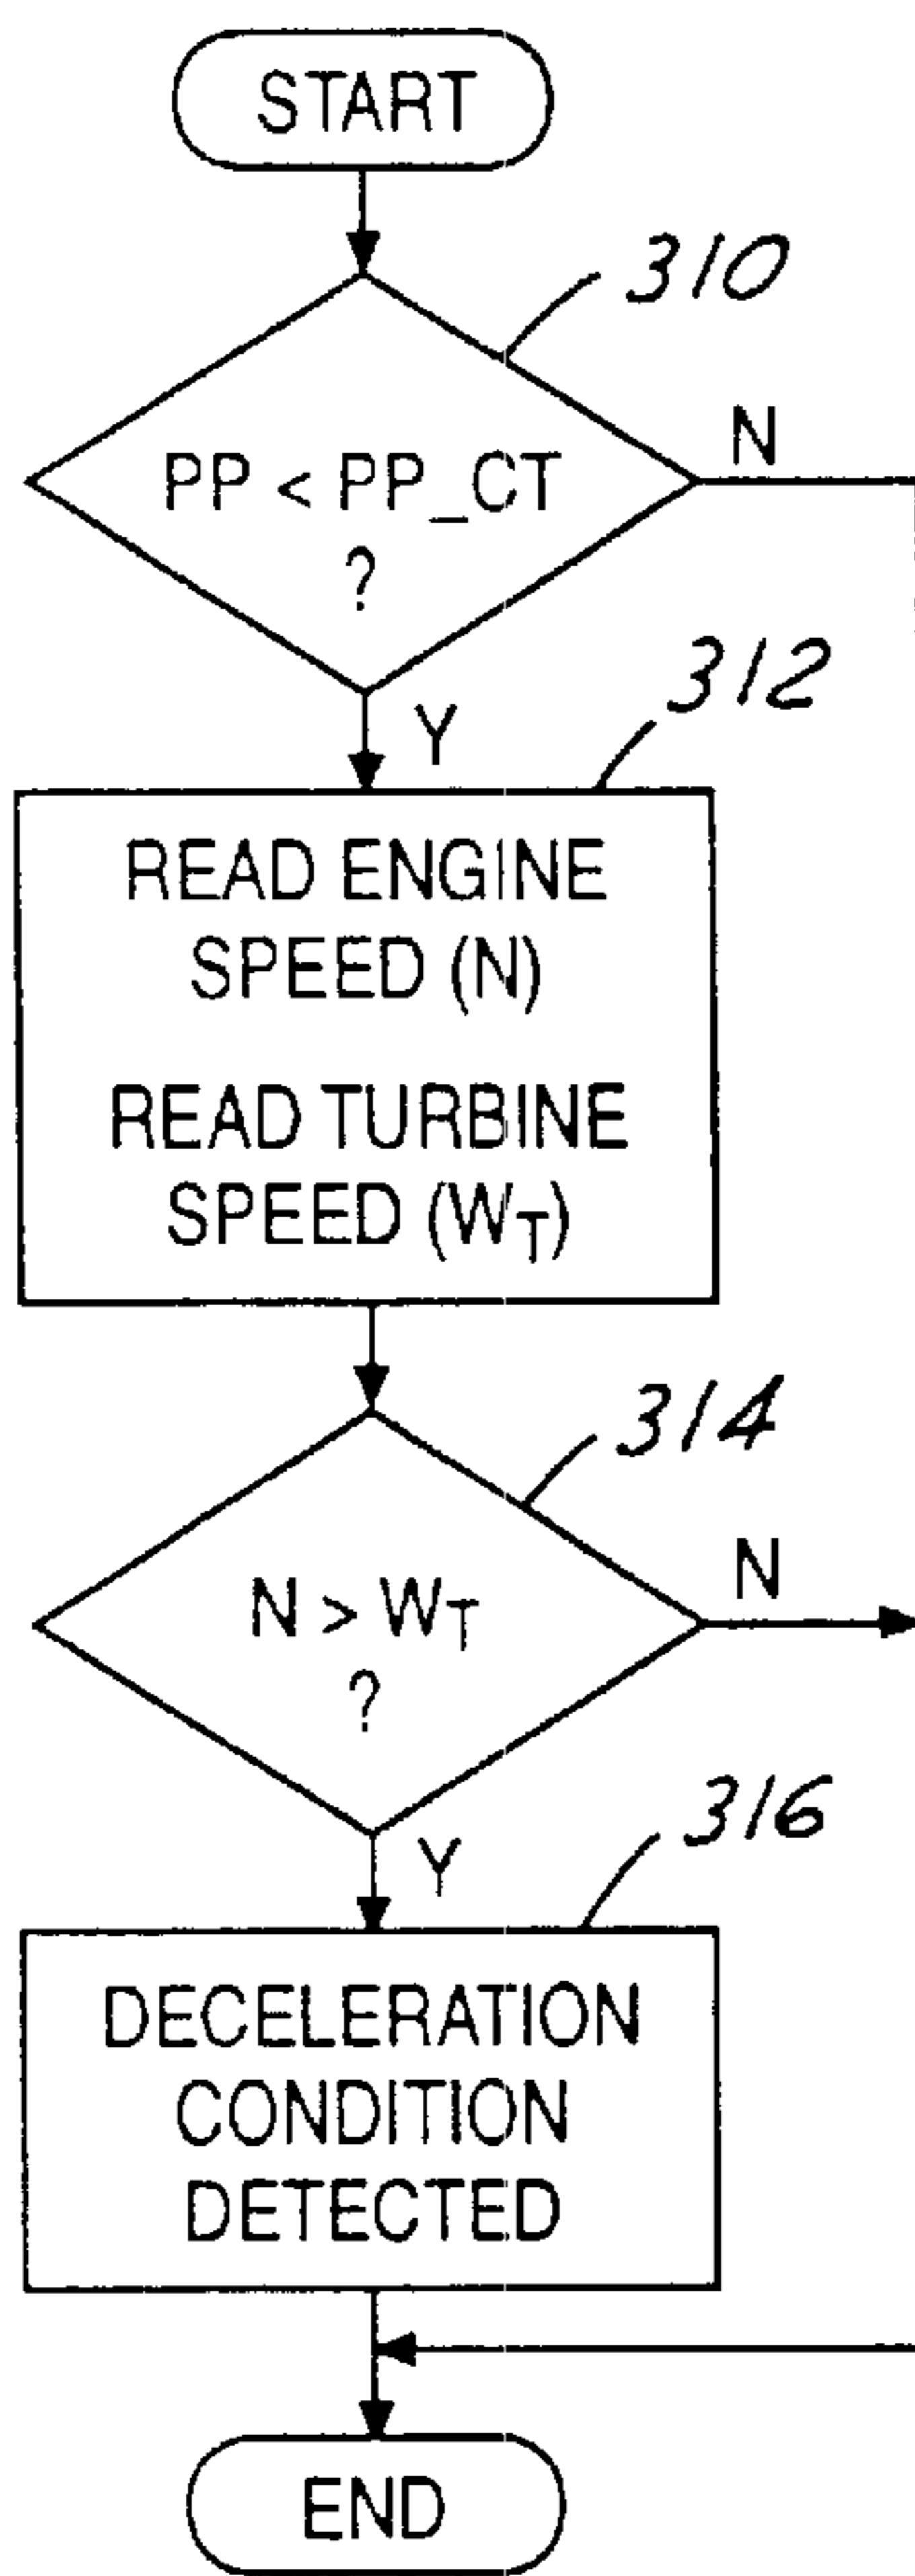 START
310
PP < PP_CT
?
N
312
Y
READ ENGINE
SPEED (N)
READ TURBINE
SPEED (WT)
314
N > WT
?
N
316
Y
DECELERATION
CONDITION
DETECTED
END